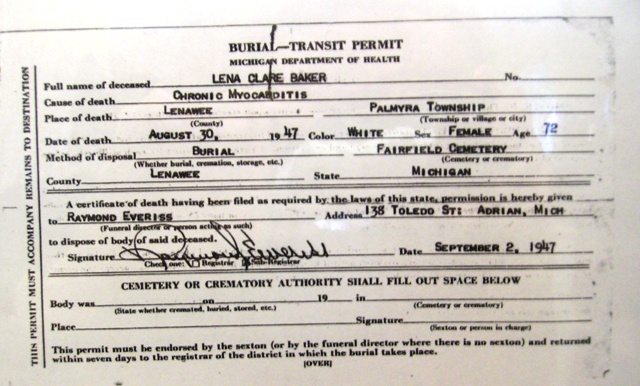 BURIAL—TRANSIT PERMIT
MICHIGAN DEPARTMENT OF HEALTH
Full name of deceased LENA CLARE BAKER No.
Cause of death CHRONIC MYOCARDITIS
Place of death LENAWEE PALMYRA TOWNSHIP
(County) (Township or village or city)
Date of death AUGUST 30, 1947 Color WHITE Sex FEMALE Age 72
Method of disposal BURIAL FAIRFIELD CEMETERY
(Whether burial, cremation, storage, etc.) (Cemetery or crematory)
County LENAWEE State MICHIGAN
A certificate of death having been filed as required by the laws of this state, permission is hereby given
to RAYMOND EVERISS Address 138 TOLEDO ST: ADRIAN, MICH
(Funeral director or person acting as such)
to dispose of body of said deceased.
Signature Raymond Everiss Date SEPTEMBER 2, 1947
Check one: Registrar Sub-Registrar
CEMETERY OR CREMATORY AUTHORITY SHALL FILL OUT SPACE BELOW
Body was on 19 in
(State whether cremated, buried, stored, etc.) (Cemetery or crematory)
Place Signature
(Sexton or person in charge)
This permit must be endorsed by the sexton (or by the funeral director where there is no sexton) and returned
within seven days to the registrar of the district in which the burial takes place.
[OVER]
THIS PERMIT MUST ACCOMPANY REMAINS TO DESTINATION